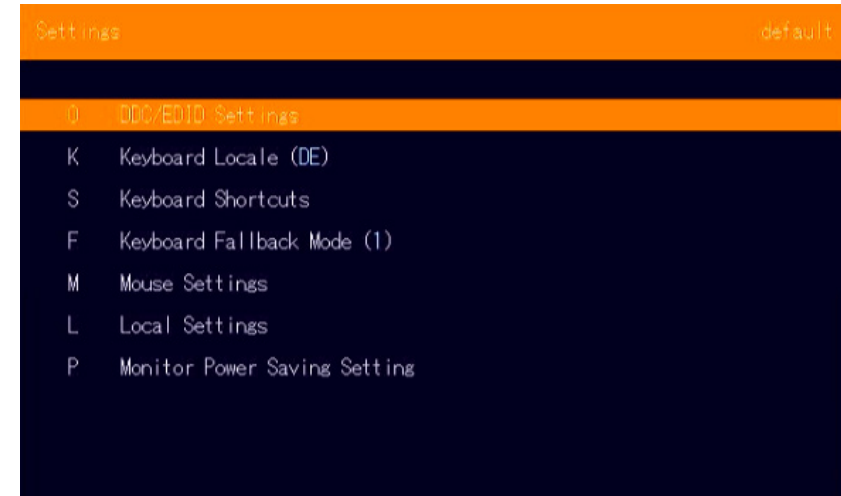 Settings default
O DDC/EDID Settings
K Keyboard Locale (DE)
S Keyboard Shortcuts
F Keyboard Fallback Mode (1)
M Mouse Settings
L Local Settings
P Monitor Power Saving Setting